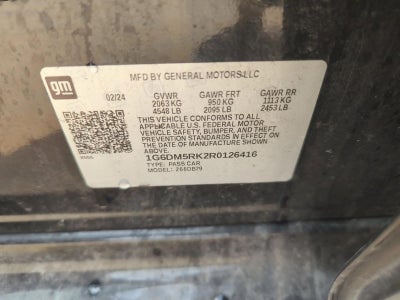 gm
MFD BY GENERAL MOTORS LLC
02/24 GVWR GAWR FRT GAWR RR
2063 KG 950 KG 1113 KG
4548 LB 2095 LB 2453 LB
THIS VEHICLE CONFORMS TO ALL
APPLICABLE U.S. FEDERAL MOTOR
VEHICLE SAFETY, BUMPER, AND THEFT
PREVENTION STANDARDS IN EFFECT ON
THE DATE OF MANUFACTURE SHOWN ABOVE.
1G6DM5RK2R0126416
TYPE: PASS CAR
MODEL: 266DB79